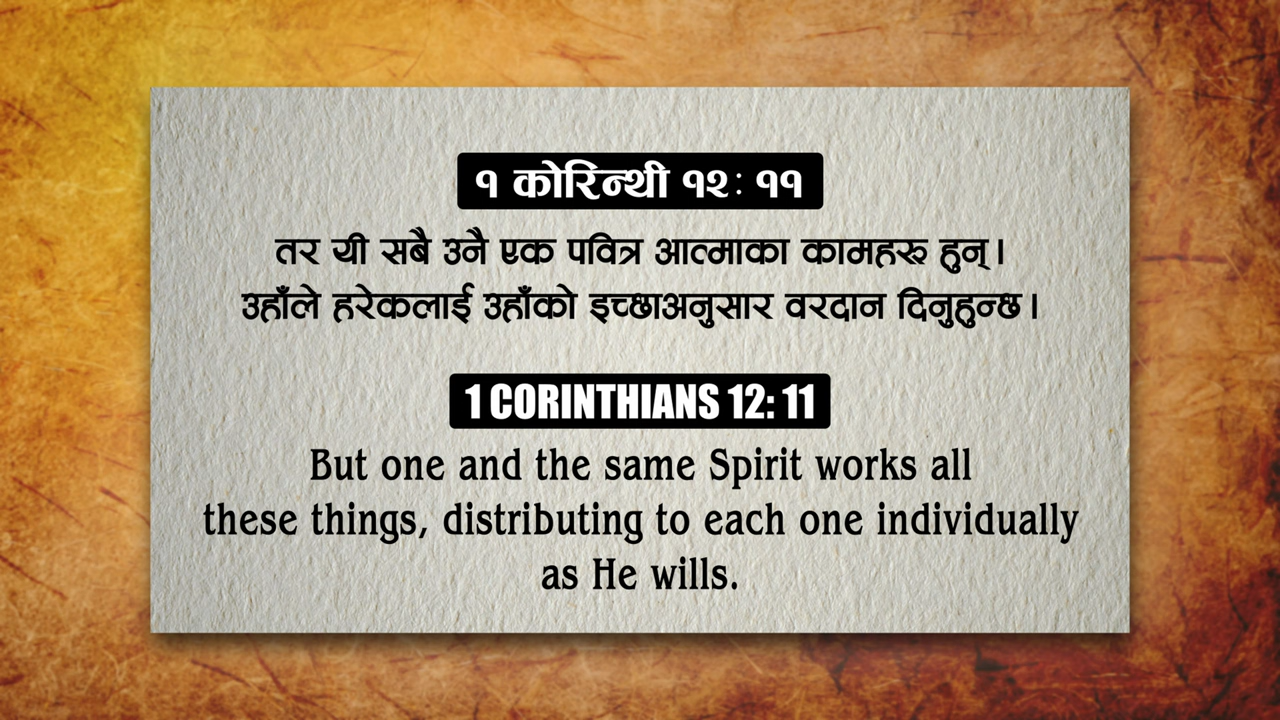 १ कोरिन्थी १२: ११
तर यी सबै उनै एक पवित्र आत्माका कामहरू हुन्।
उहाँले हरेकलाई उहाँको इच्छाअनुसार वरदान दिनुहुन्छ।
1 CORINTHIANS 12: 11
But one and the same Spirit works all
these things, distributing to each one individually
as He wills.